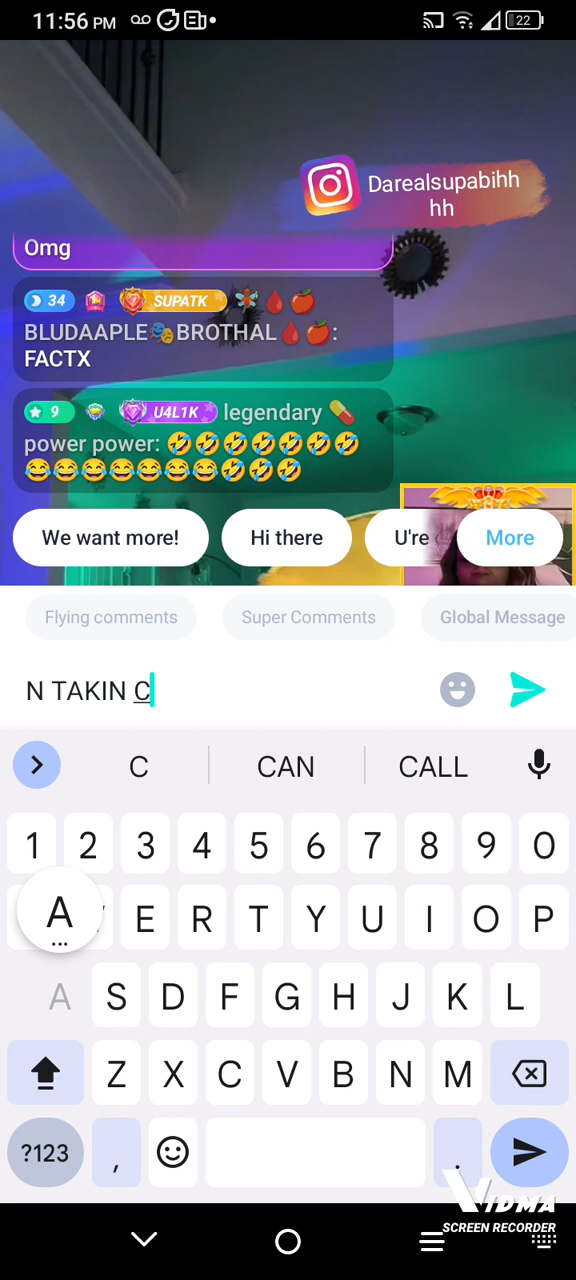 11:56 PM
22
Darealsupabihh
hh
Omg
34 SUPATK 🧚🩸🍎
BLUDAAPLE🎭BROTHAL🩸🍎:
FACTX
9 U4L1K legendary 💊
power power: 🤣🤣🤣🤣🤣🤣🤣
😂😂😂😂😂😂😂🤣🤣🤣
We want more! Hi there U're More
Flying comments Super Comments Global Message
N TAKIN C
C CAN CALL
1 2 3 4 5 6 7 8 9 0
A E R T Y U I O P
A S D F G H J K L
Z X C V B N M
?123 , .
VIDMA
SCREEN RECORDER